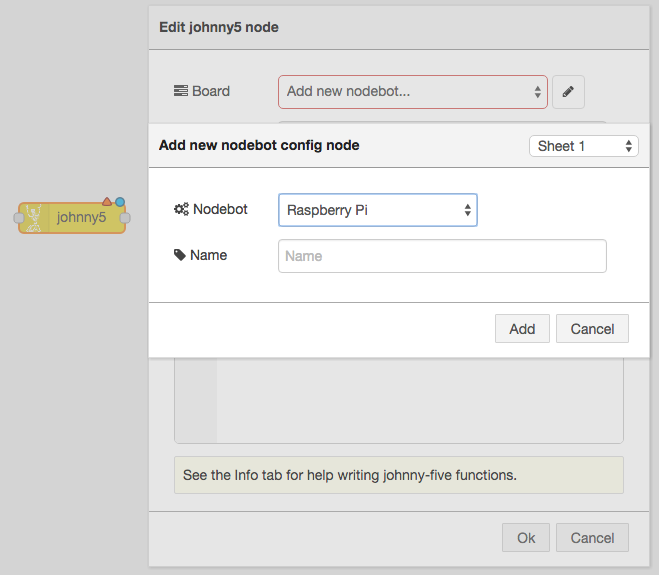 Edit johnny5 node
Board
Add new nodebot...
Add new nodebot config node
Sheet 1
Nodebot
Raspberry Pi
Name
Name
Add
Cancel
johnny5
See the Info tab for help writing johnny-five functions.
Ok
Cancel